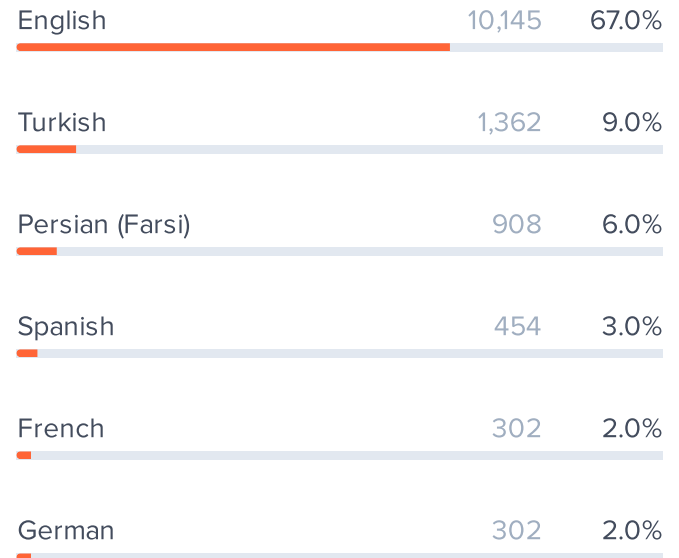 English 10,145 67.0%
Turkish 1,362 9.0%
Persian (Farsi) 908 6.0%
Spanish 454 3.0%
French 302 2.0%
German 302 2.0%